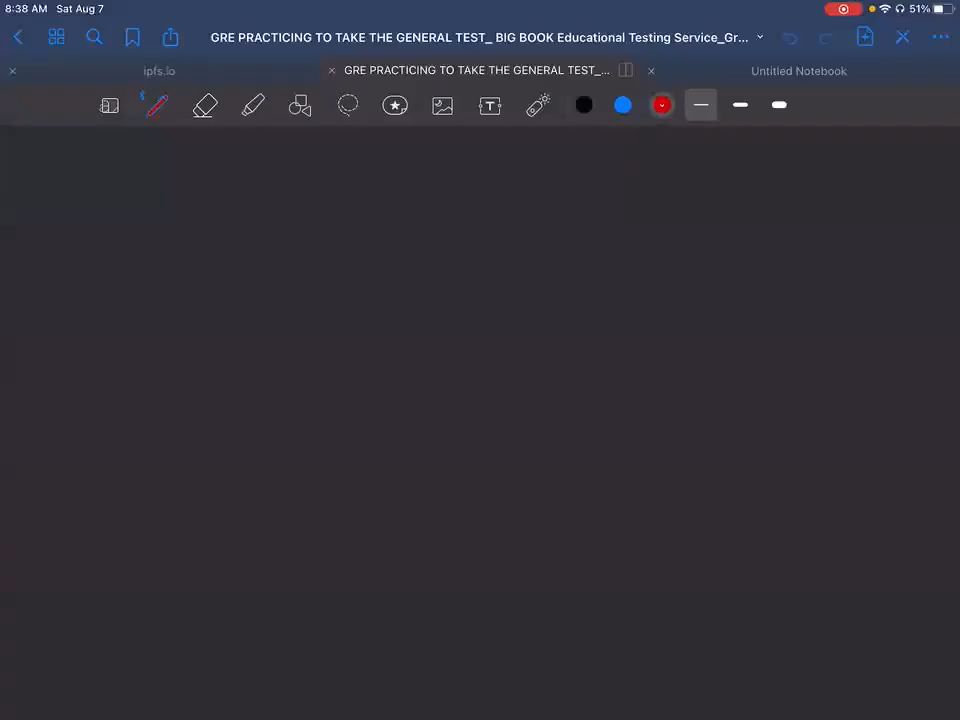 8:38 AM Sat Aug 7
51%
GRE PRACTICING TO TAKE THE GENERAL TEST_ BIG BOOK Educational Testing Service_Gr...
ipfs.io
GRE PRACTICING TO TAKE THE GENERAL TEST_...
Untitled Notebook
T